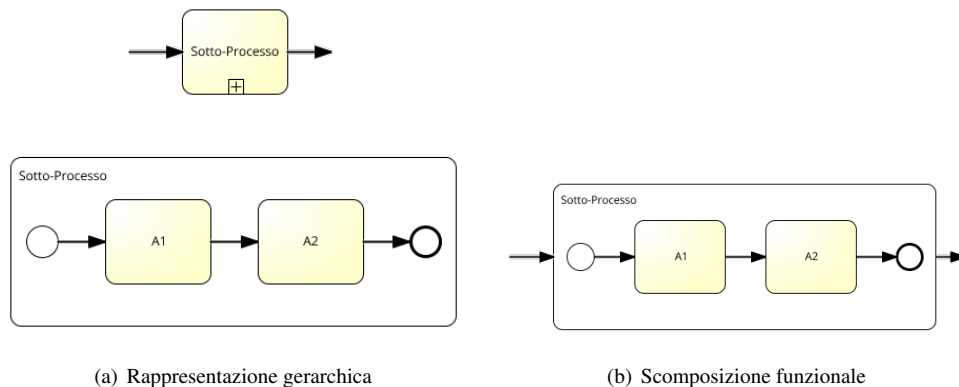 Sotto-Processo
Sotto-Processo
A1
A2
(a) Rappresentazione gerarchica
Sotto-Processo
A1
A2
(b) Scomposizione funzionale